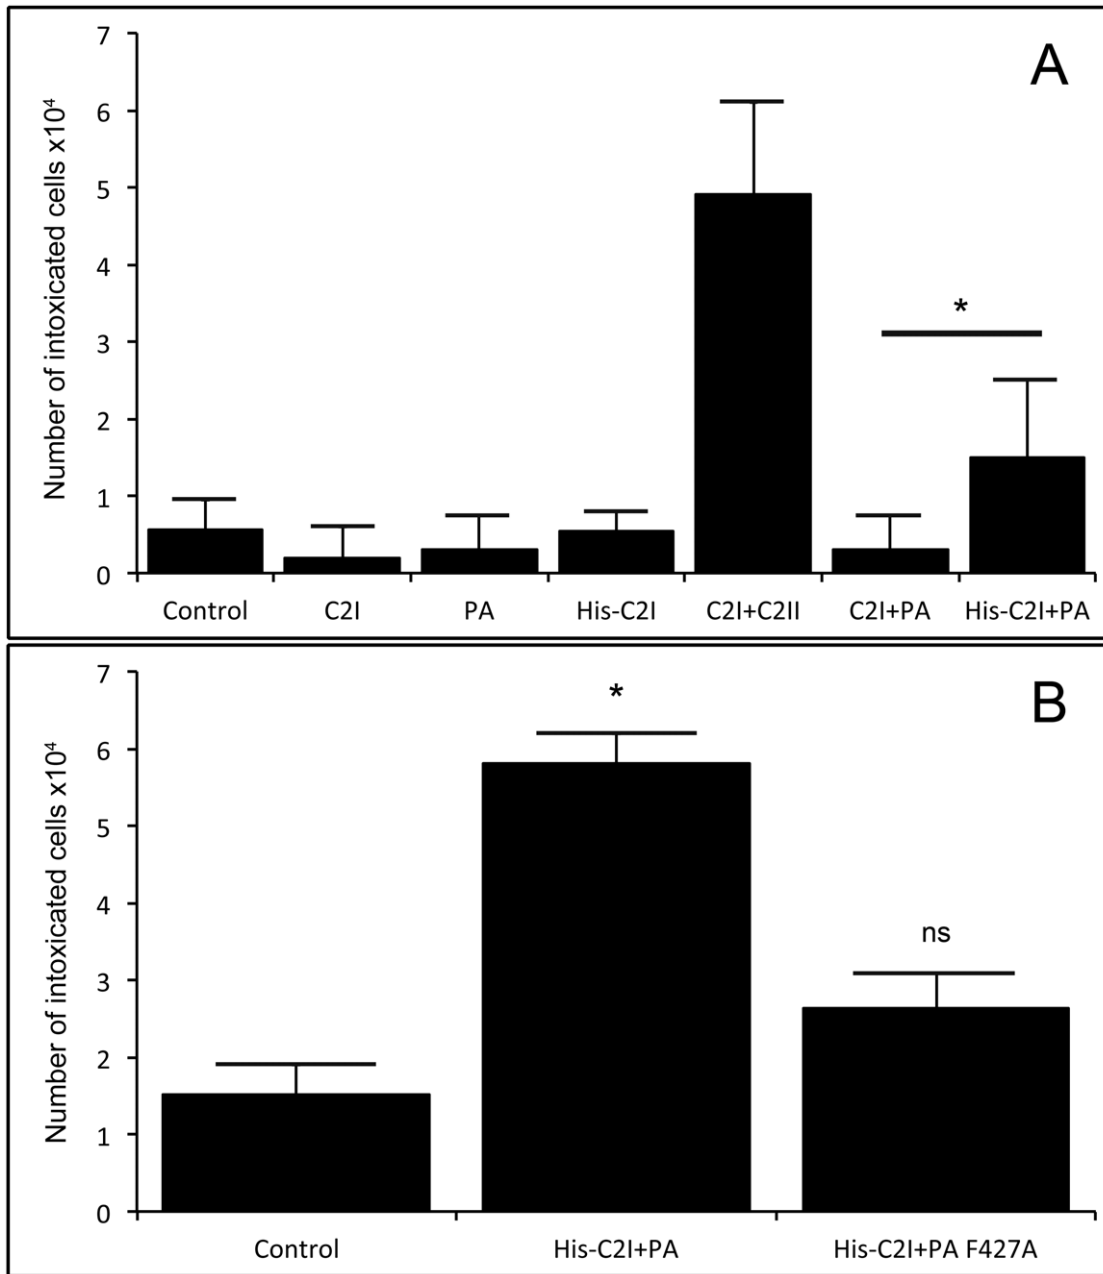 A
Number of intoxicated cells x10⁴
7
6
5
4
3
2
1
0
*
Control C2I PA His-C2I C2I+C2II C2I+PA His-C2I+PA
B
Number of intoxicated cells x10⁴
7
6
5
4
3
2
1
0
*
ns
Control His-C2I+PA His-C2I+PA F427A